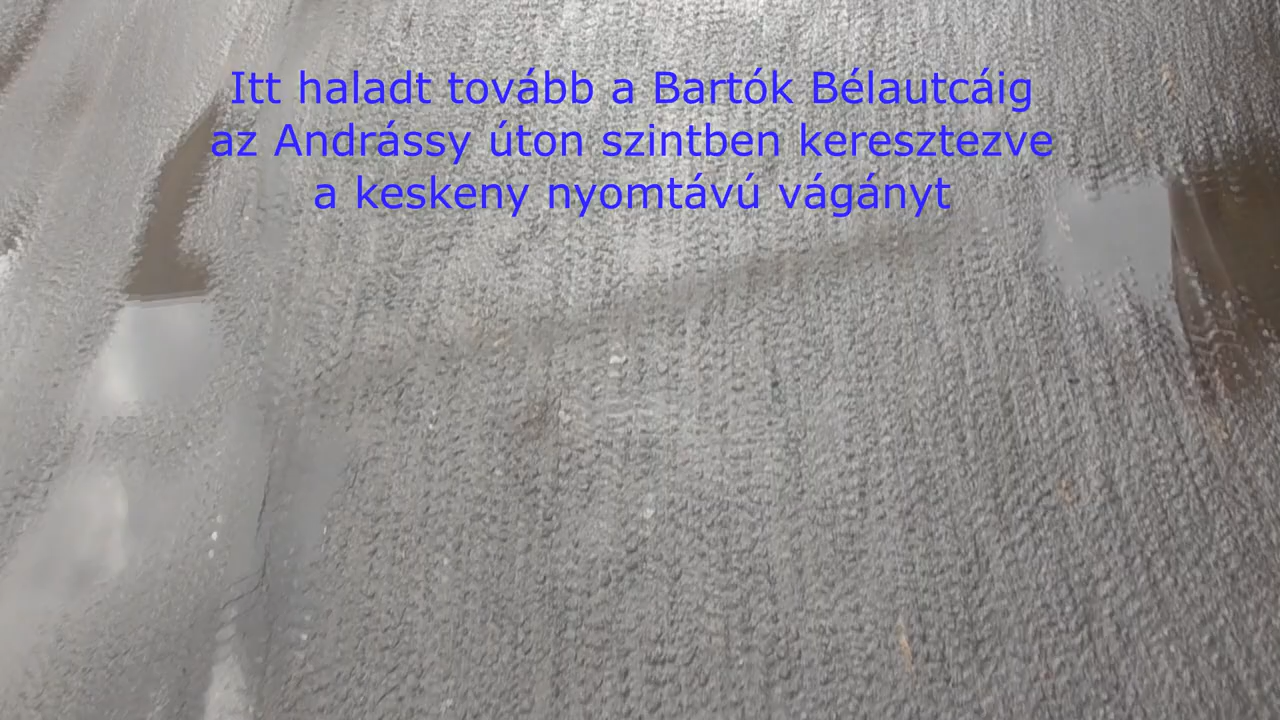 Itt haladt tovább a Bartók Bélautcáig
az Andrássy úton szintben keresztezve
a keskeny nyomtávú vágányt